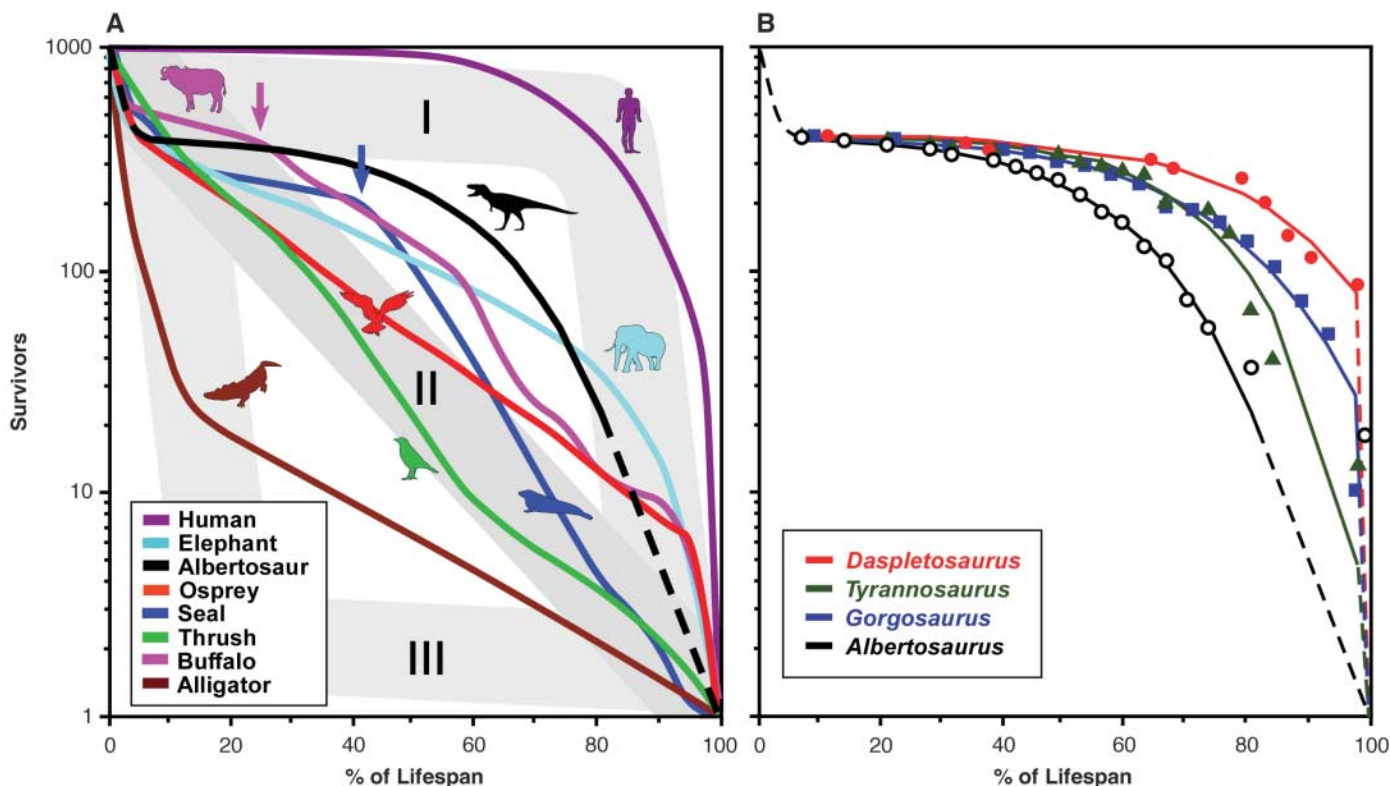 A
B
1000
100
10
1
Survivors
I
II
III
Human
Elephant
Albertosaur
Osprey
Seal
Thrush
Buffalo
Alligator
0 20 40 60 80 100
% of Lifespan
Daspletosaurus
Tyrannosaurus
Gorgosaurus
Albertosaurus
0 20 40 60 80 100
% of Lifespan